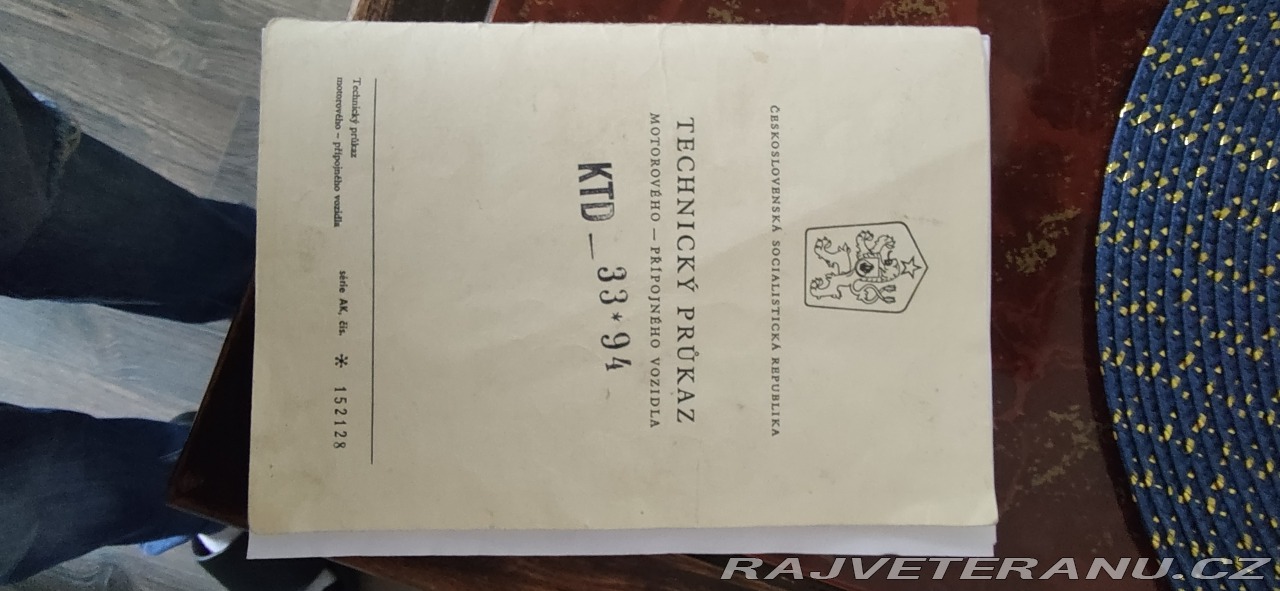 ČESKOSLOVENSKÁ SOCIALISTICKÁ REPUBLIKA
TECHNICKÝ PRŮKAZ
MOTOROVÉHO — PŘÍPOJNÉHO VOZIDLA
KTD — 33*94
Technický průkaz
motorového – přípojného vozidla
série AK, čís. * 152128
RAJVETERANU.CZ